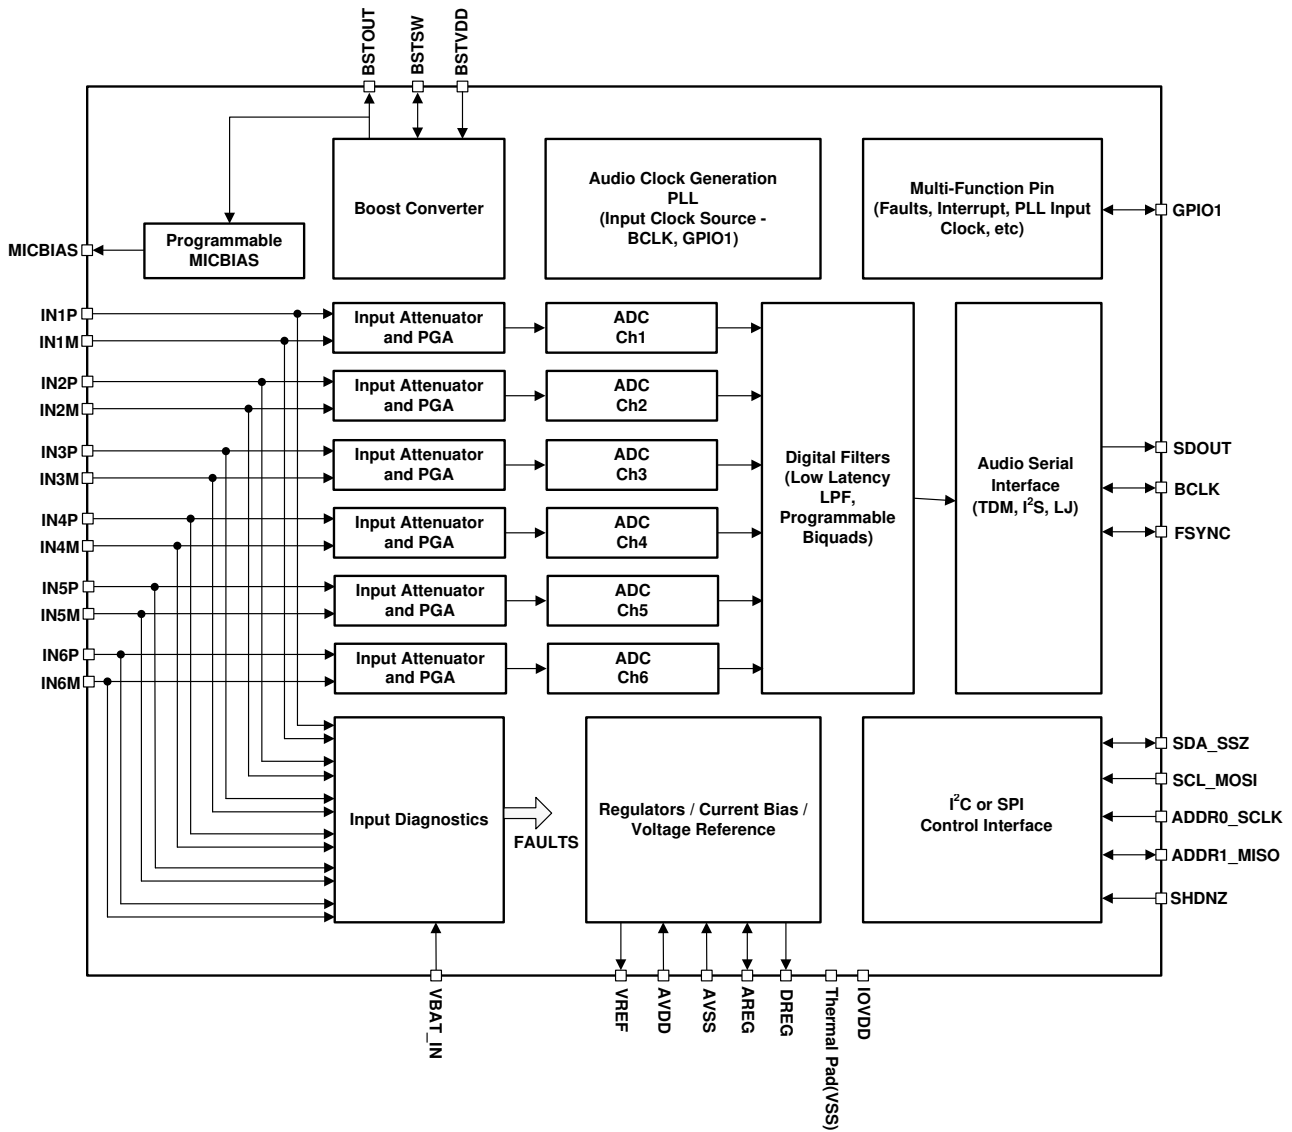 BSTOUT
BSTSW
BSTVDD
Boost Converter
Audio Clock Generation
PLL
(Input Clock Source -
BCLK, GPIO1)
Multi-Function Pin
(Faults, Interrupt, PLL Input
Clock, etc)
GPIO1
MICBIAS
Programmable
MICBIAS
IN1P
IN1M
Input Attenuator
and PGA
ADC
Ch1
IN2P
IN2M
Input Attenuator
and PGA
ADC
Ch2
IN3P
IN3M
Input Attenuator
and PGA
ADC
Ch3
IN4P
IN4M
Input Attenuator
and PGA
ADC
Ch4
IN5P
IN5M
Input Attenuator
and PGA
ADC
Ch5
IN6P
IN6M
Input Attenuator
and PGA
ADC
Ch6
Digital Filters
(Low Latency
LPF,
Programmable
Biquads)
Audio Serial
Interface
(TDM, I²S, LJ)
SDOUT
BCLK
FSYNC
Input Diagnostics
FAULTS
Regulators / Current Bias /
Voltage Reference
I²C or SPI
Control Interface
SDA_SSZ
SCL_MOSI
ADDR0_SCLK
ADDR1_MISO
SHDNZ
VBAT_IN
VREF
AVDD
AVSS
AREG
DREG
Thermal Pad(VSS)
IOVDD